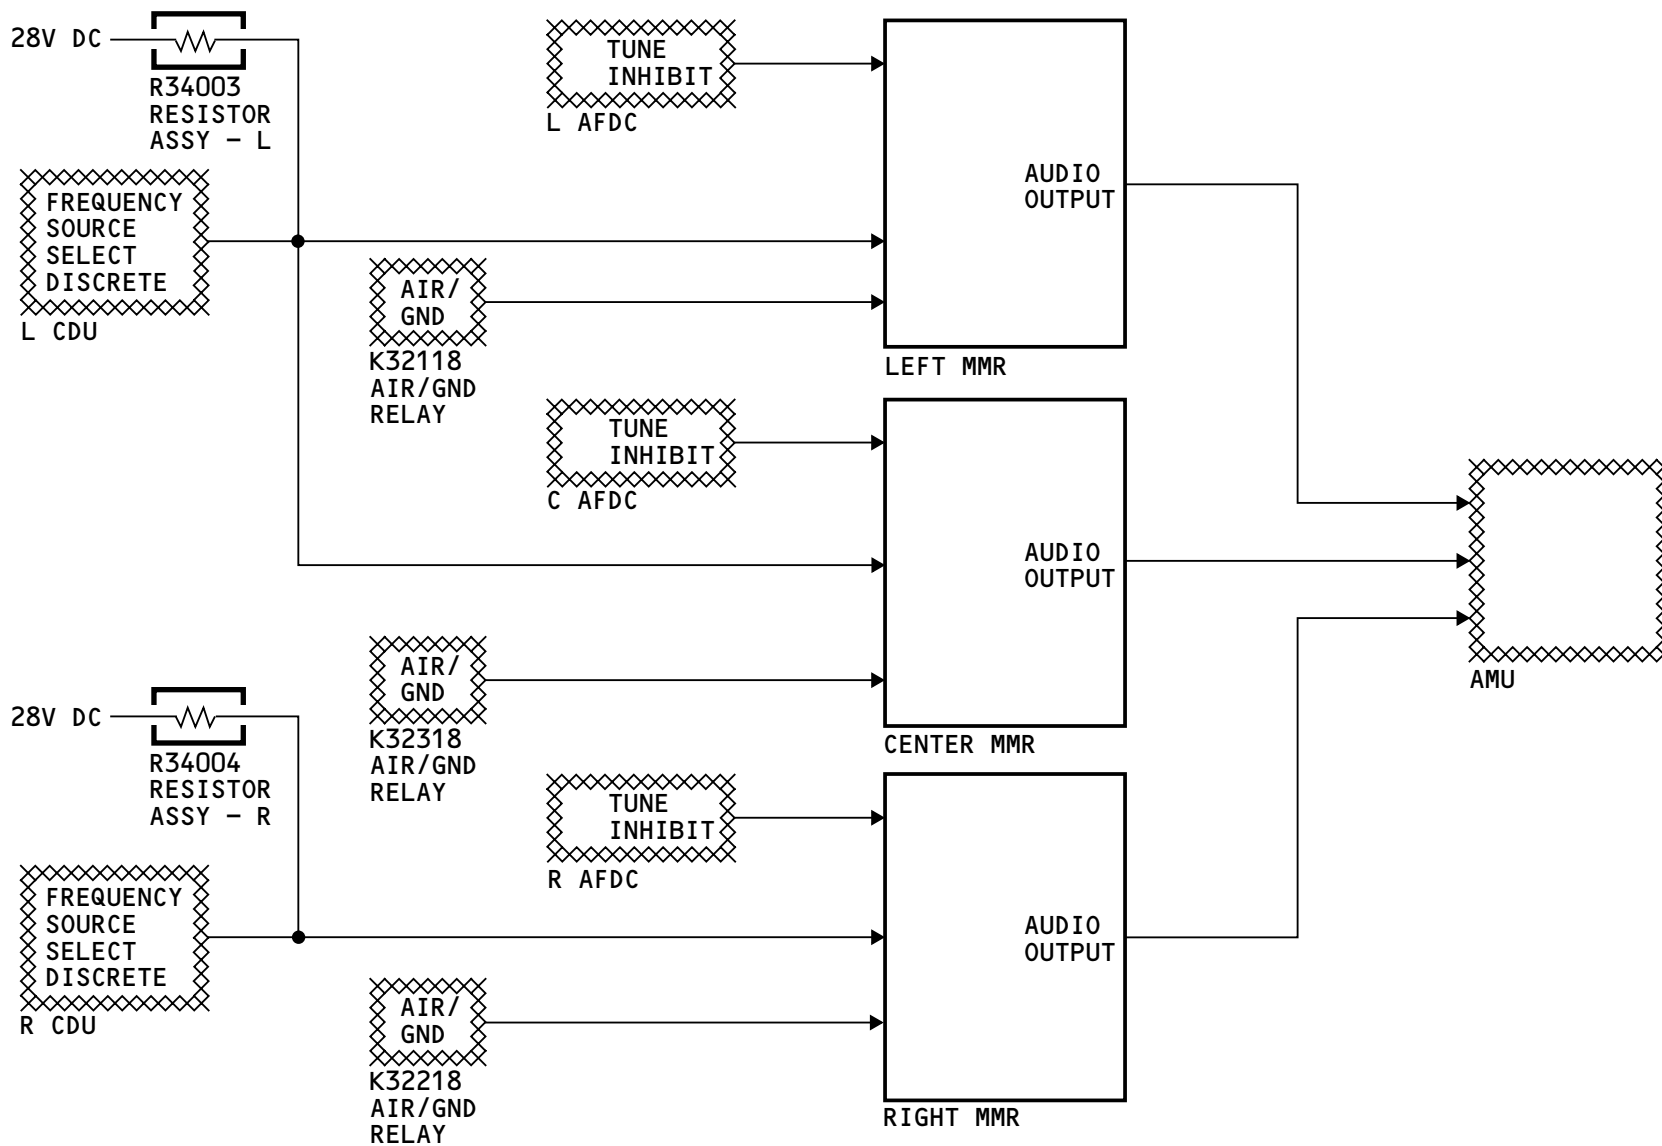 28V DC
R34003
RESISTOR
ASSY - L
FREQUENCY
SOURCE
SELECT
DISCRETE
L CDU
TUNE
INHIBIT
L AFDC
AIR/
GND
K32118
AIR/GND
RELAY
AUDIO
OUTPUT
LEFT MMR
TUNE
INHIBIT
C AFDC
AIR/
GND
K32318
AIR/GND
RELAY
AUDIO
OUTPUT
CENTER MMR
AMU
28V DC
R34004
RESISTOR
ASSY - R
FREQUENCY
SOURCE
SELECT
DISCRETE
R CDU
TUNE
INHIBIT
R AFDC
AIR/
GND
K32218
AIR/GND
RELAY
AUDIO
OUTPUT
RIGHT MMR